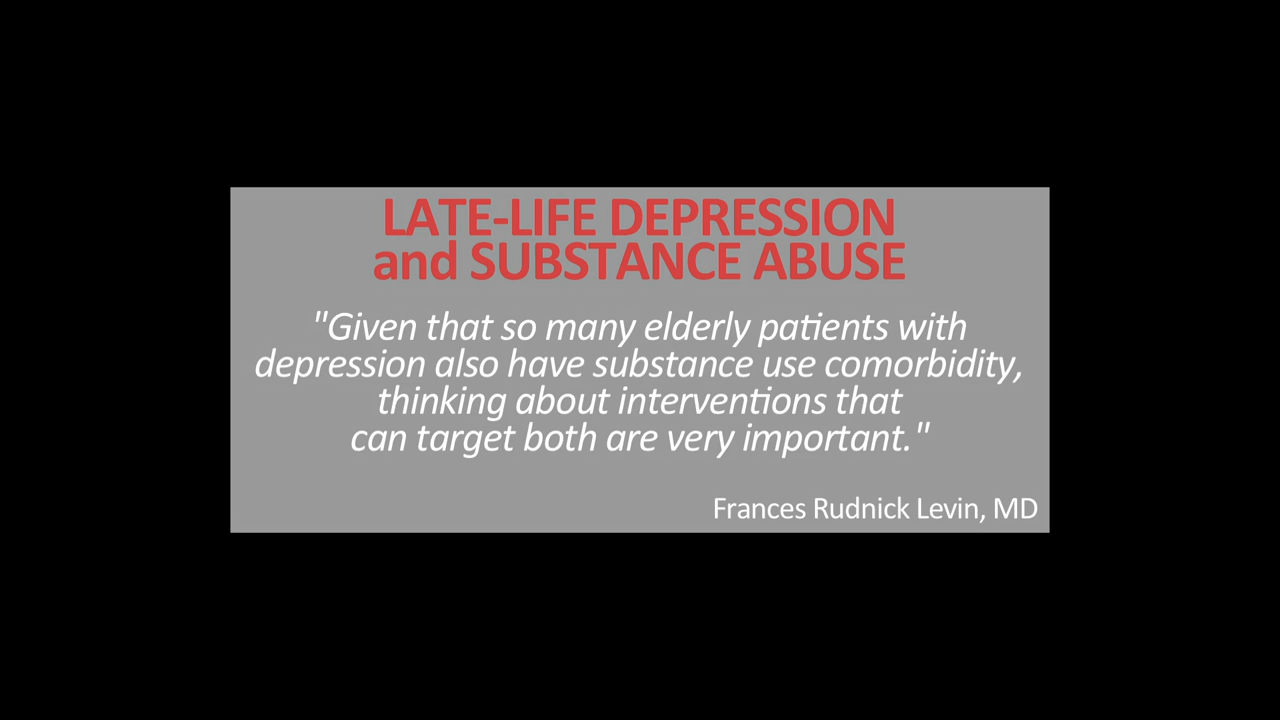 LATE-LIFE DEPRESSION
and SUBSTANCE ABUSE
"Given that so many elderly patients with
depression also have substance use comorbidity,
thinking about interventions that
can target both are very important."
Frances Rudnick Levin, MD